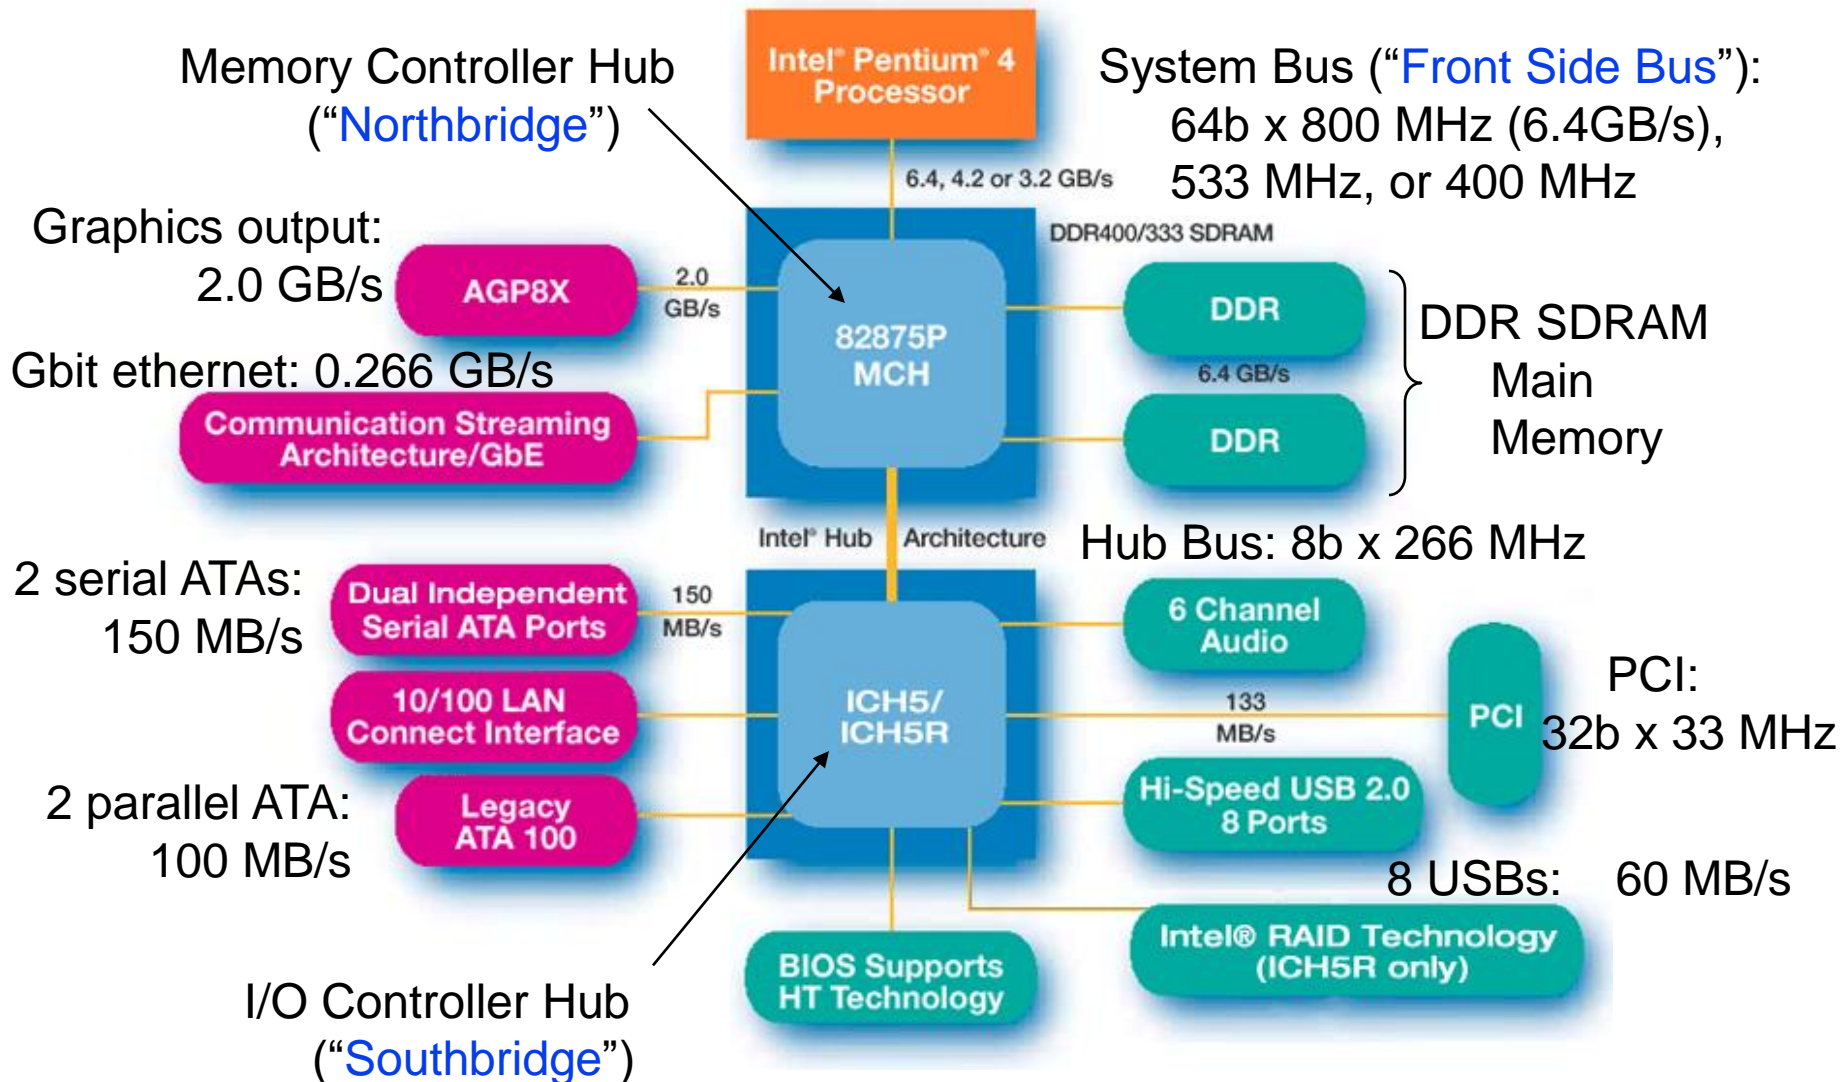 Memory Controller Hub
(“Northbridge”)
Intel® Pentium® 4
Processor
System Bus (“Front Side Bus”):
64b x 800 MHz (6.4GB/s),
533 MHz, or 400 MHz
6.4, 4.2 or 3.2 GB/s
Graphics output:
2.0 GB/s
AGP8X
2.0
GB/s
DDR400/333 SDRAM
82875P
MCH
DDR
6.4 GB/s
DDR
DDR SDRAM
Main
Memory
Gbit ethernet: 0.266 GB/s
Communication Streaming
Architecture/GbE
Intel® Hub Architecture
Hub Bus: 8b x 266 MHz
2 serial ATAs:
150 MB/s
Dual Independent
Serial ATA Ports
150
MB/s
6 Channel
Audio
10/100 LAN
Connect Interface
ICH5/
ICH5R
133
MB/s
PCI
PCI:
32b x 33 MHz
2 parallel ATA:
100 MB/s
Legacy
ATA 100
Hi-Speed USB 2.0
8 Ports
8 USBs: 60 MB/s
Intel® RAID Technology
(ICH5R only)
BIOS Supports
HT Technology
I/O Controller Hub
(“Southbridge”)